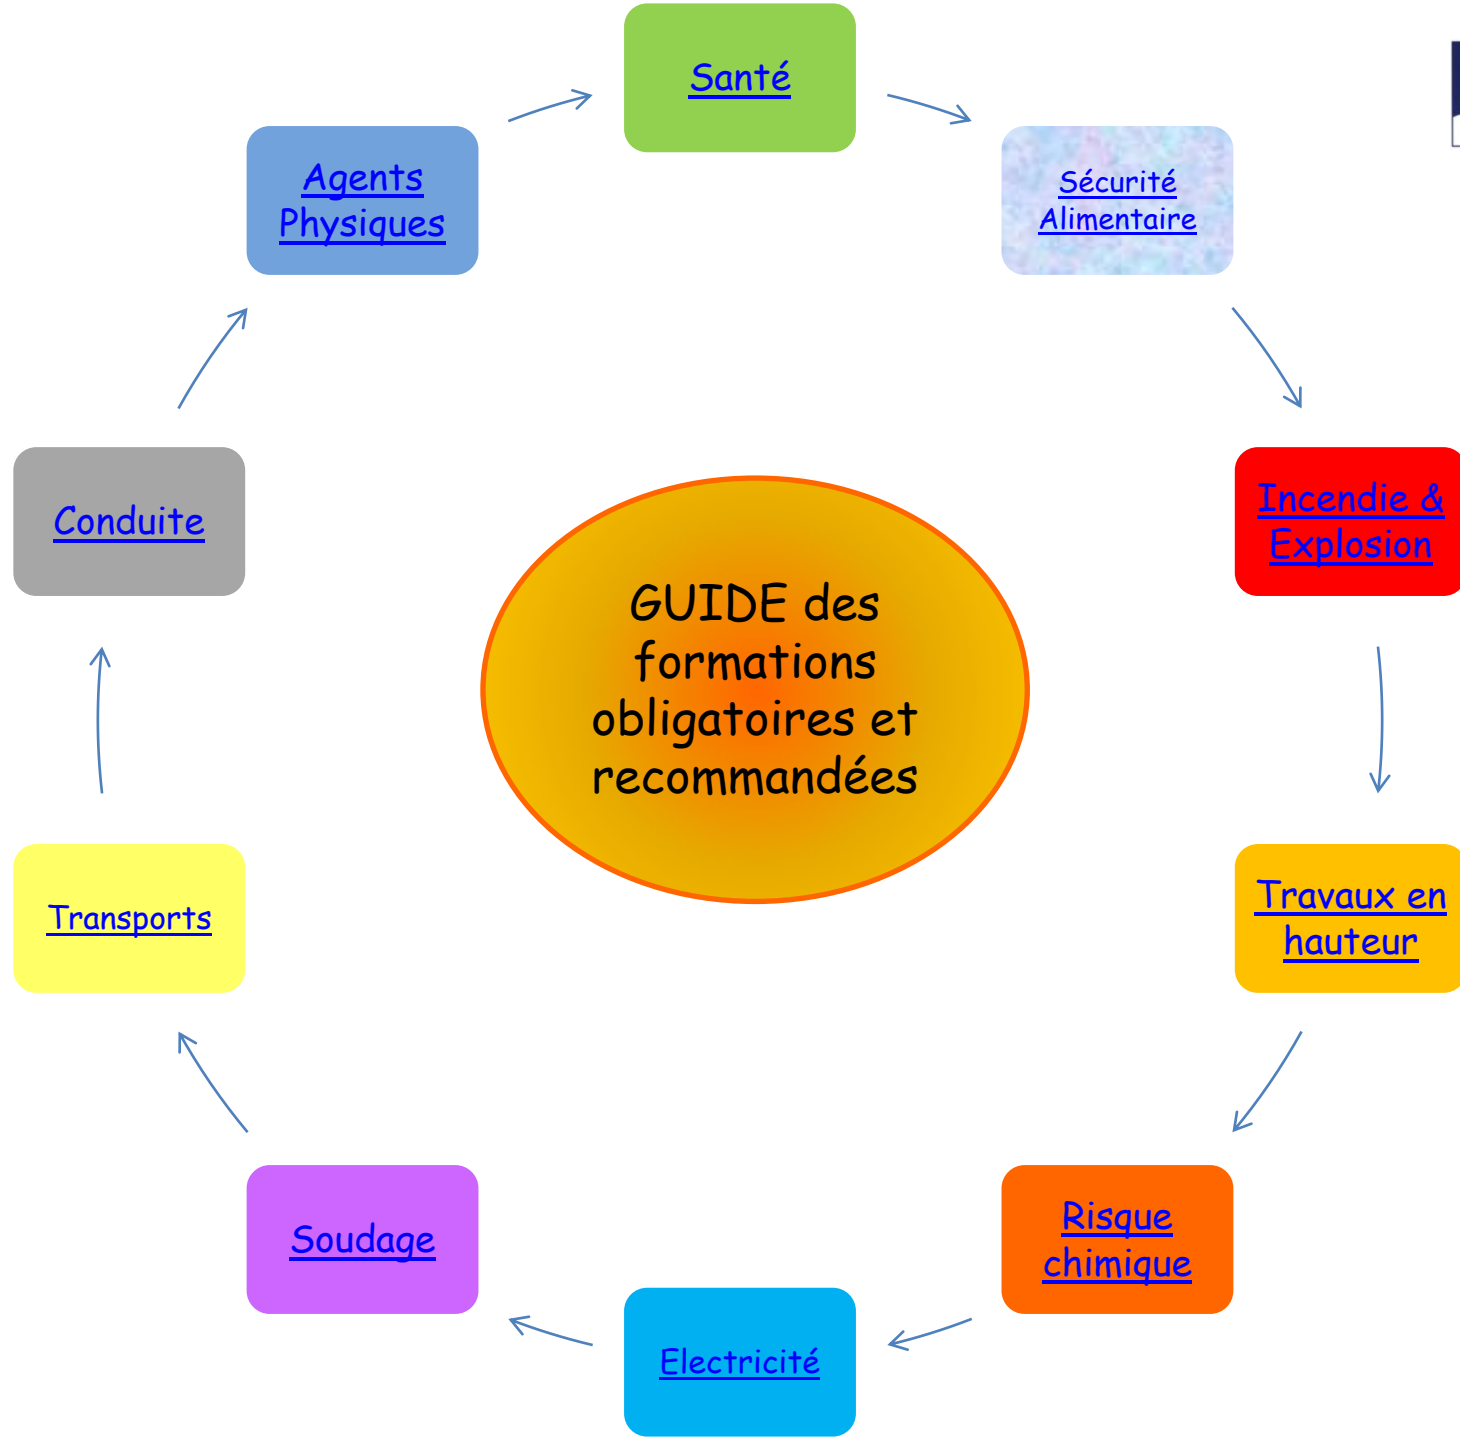 Santé
Sécurité
Alimentaire
Incendie &
Explosion
Travaux en
hauteur
Risque
chimique
Electricité
Soudage
Transports
Conduite
Agents
Physiques
GUIDE des
formations
obligatoires et
recommandées